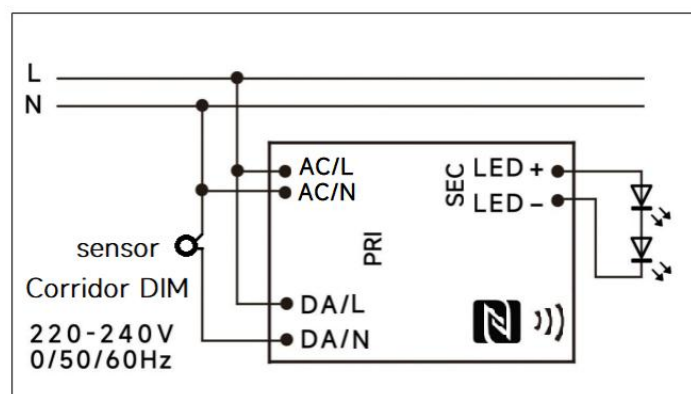 L
N
AC/L
AC/N
PRI
SEC
LED +
LED –
sensor
Corridor DIM
220-240V
0/50/60Hz
DA/L
DA/N